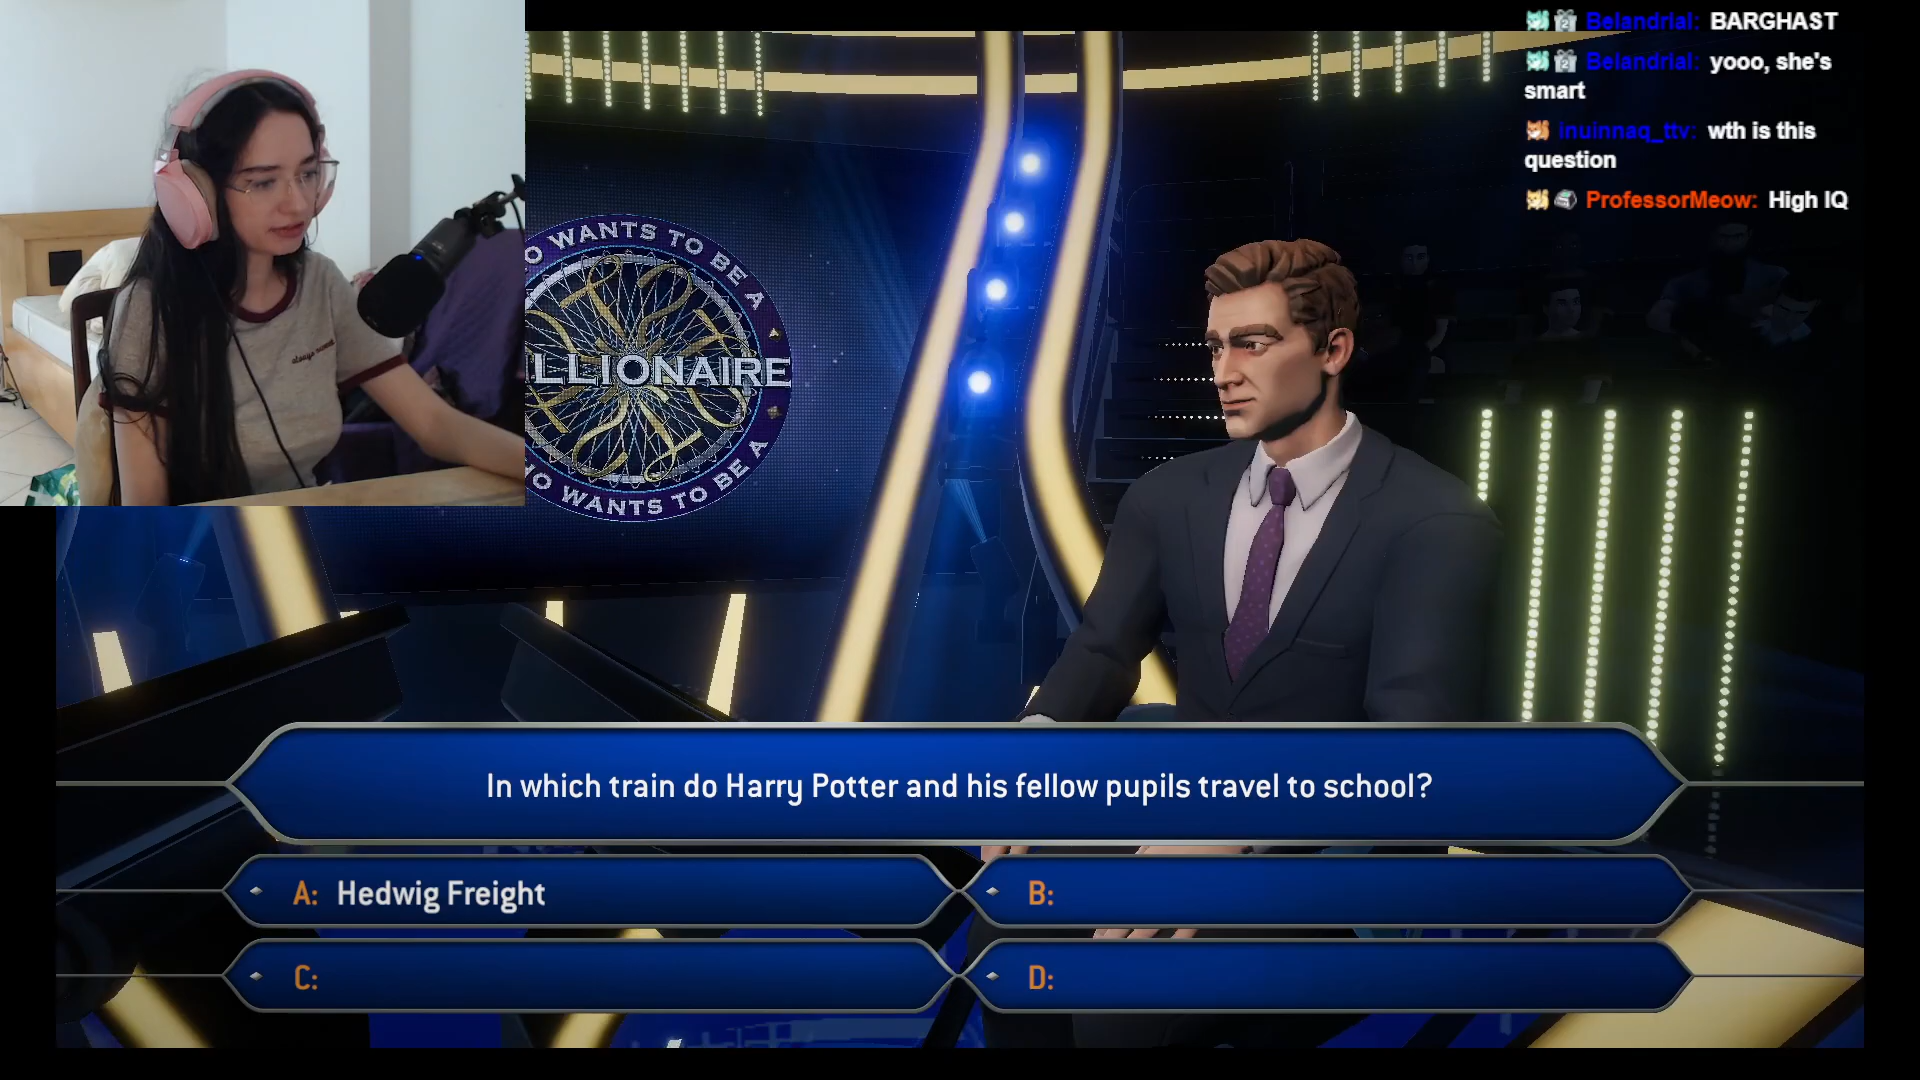 Belandrial: BARGHAST
Belandrial: yooo, she's
smart
inuinnaq_ttv: wth is this
question
ProfessorMeow: High IQ
O WANTS TO BE A
LLIONAIRE
HO WANTS TO BE A
In which train do Harry Potter and his fellow pupils travel to school?
A: Hedwig Freight
B:
C:
D: